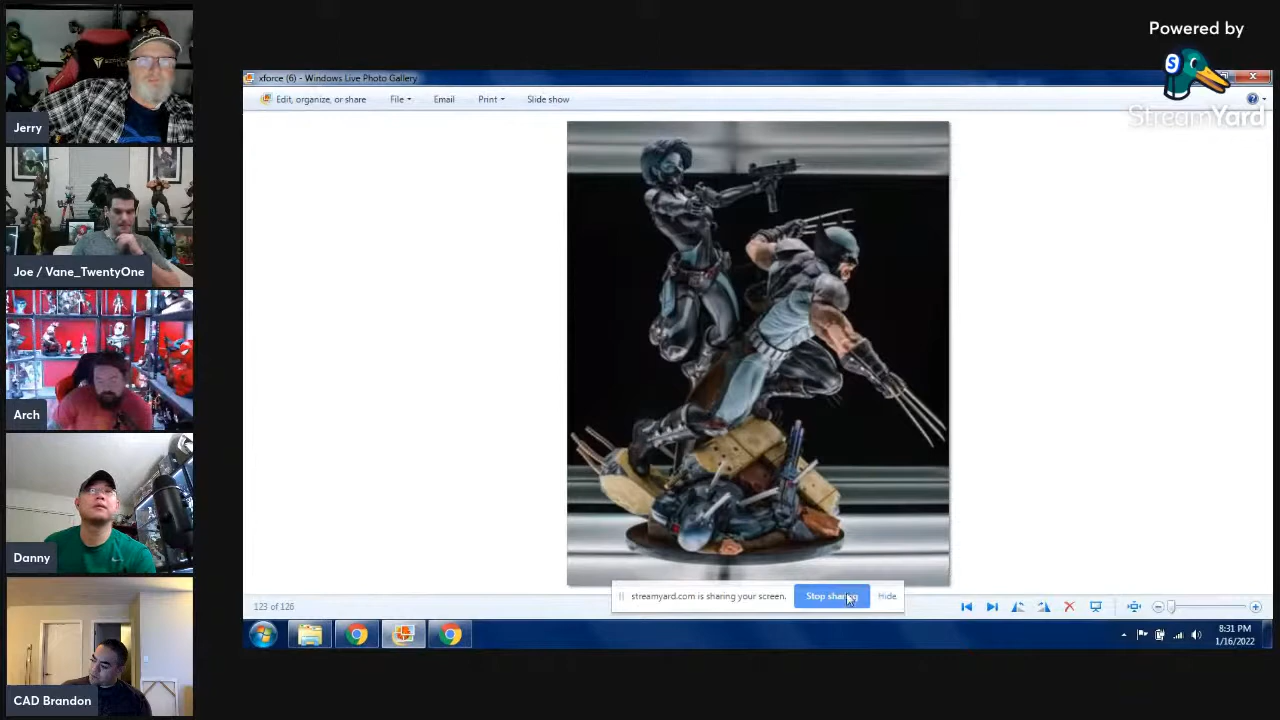 Powered by
StreamYard
S
Jerry
Joe / Vane_TwentyOne
Arch
Danny
CAD Brandon
xforce (6) - Windows Live Photo Gallery
Edit, organize, or share
File
Email
Print
Slide show
streamyard.com is sharing your screen.
Stop sharing
Hide
123 of 126
8:31 PM
1/16/2022